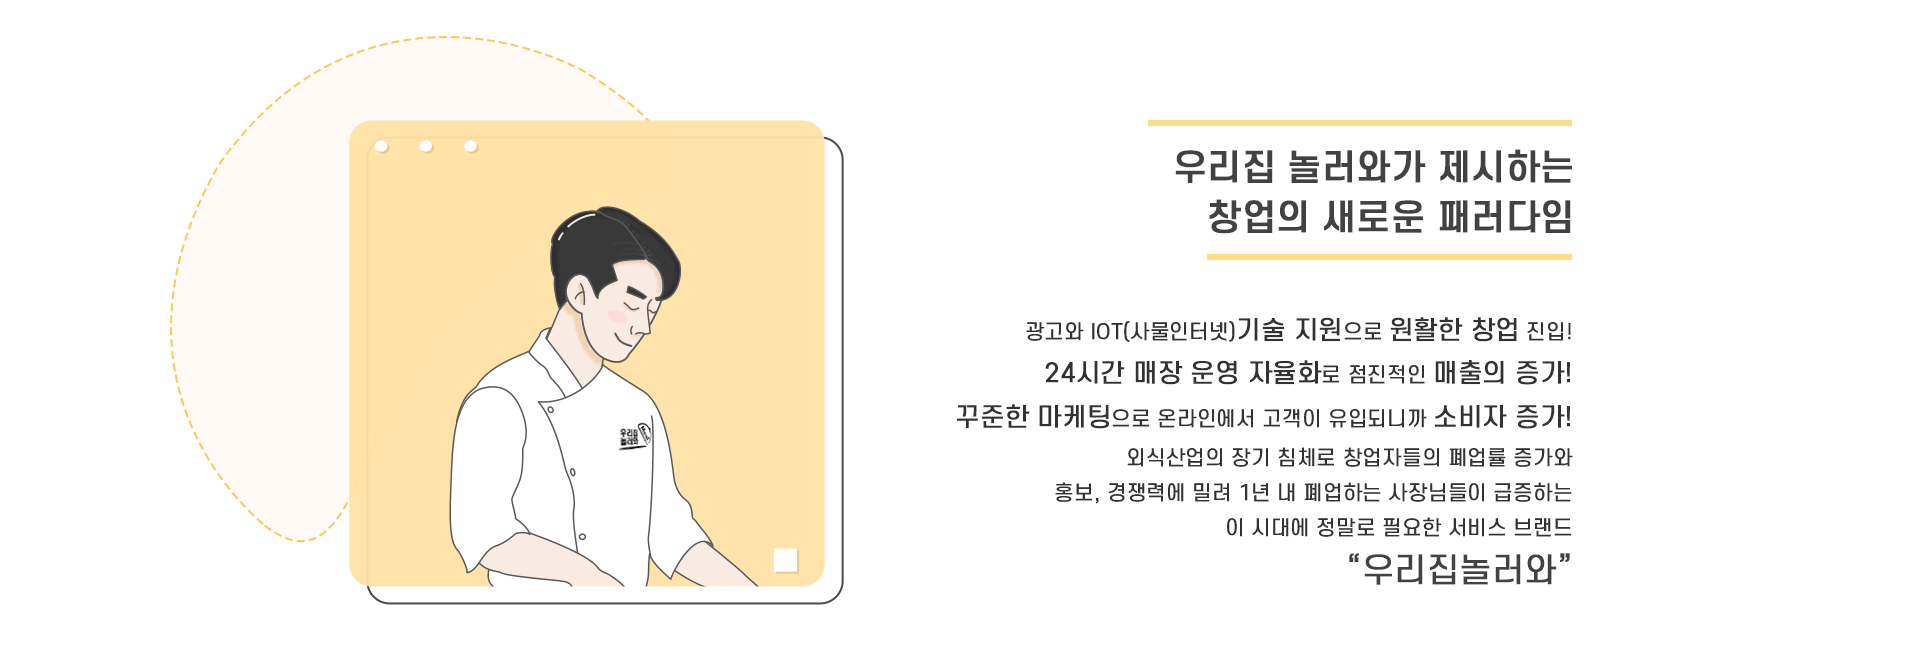 우리집 놀러와가 제시하는
창업의 새로운 패러다임
광고와 IOT(사물인터넷)기술 지원으로 원활한 창업 진입!
24시간 매장 운영 자율화로 점진적인 매출의 증가!
꾸준한 마케팅으로 온라인에서 고객이 유입되니까 소비자 증가!
외식산업의 장기 침체로 창업자들의 폐업률 증가와
홍보, 경쟁력에 밀려 1년 내 폐업하는 사장님들이 급증하는
이 시대에 정말로 필요한 서비스 브랜드
“우리집놀러와”
우리집
놀러와